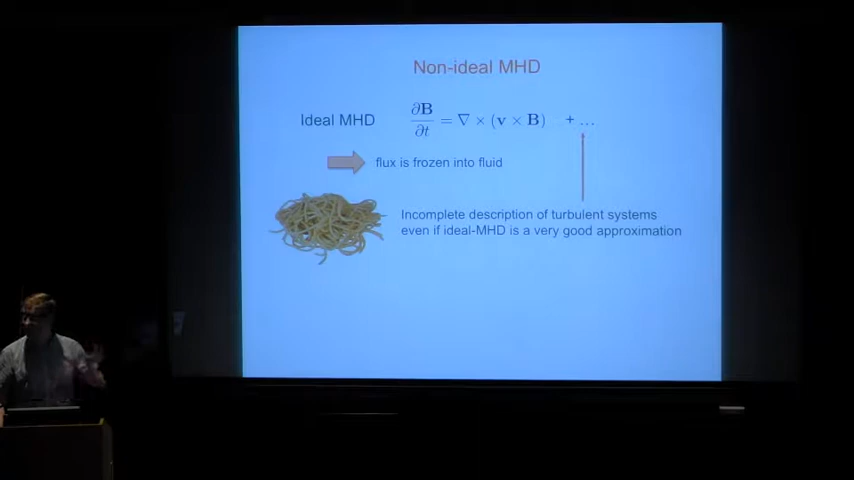 Non-ideal MHD
Ideal MHD ∂B/∂t = ∇ × (v × B) + ...
flux is frozen into fluid
Incomplete description of turbulent systems
even if ideal-MHD is a very good approximation